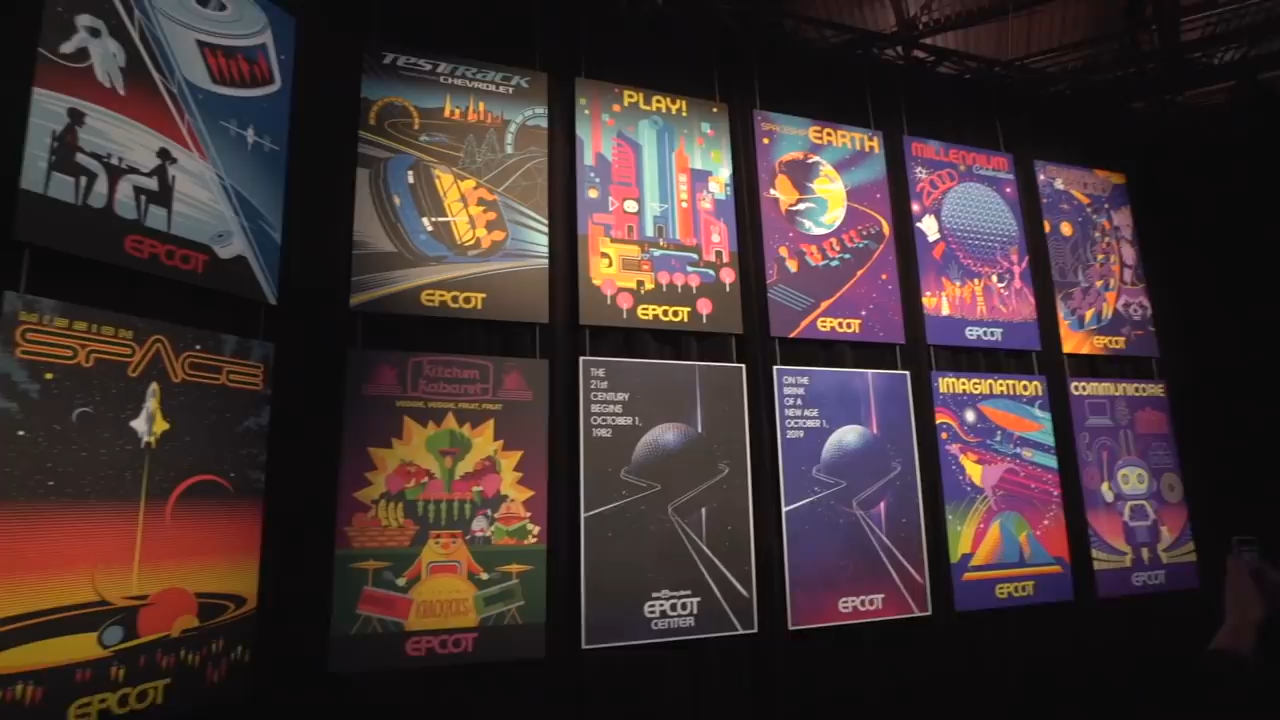 EPCOT
TEST TRACK
CHEVROLET
EPCOT
PLAY!
EPCOT
SPACESHIP EARTH
EPCOT
MILLENNIUM
Celebration
2000
EPCOT
EPCOT
MISSION
SPACE
EPCOT
Kitchen
Kabaret
VEGGIE, VEGGIE, FRUIT, FRUIT
KRACKPOTS
EPCOT
THE
21st
CENTURY
BEGINS
OCTOBER 1,
1982
EPCOT
CENTER
ON THE
BRINK
OF A
NEW AGE
OCTOBER 1,
2019
EPCOT
IMAGINATION
EPCOT
COMMUNICORE
EPCOT